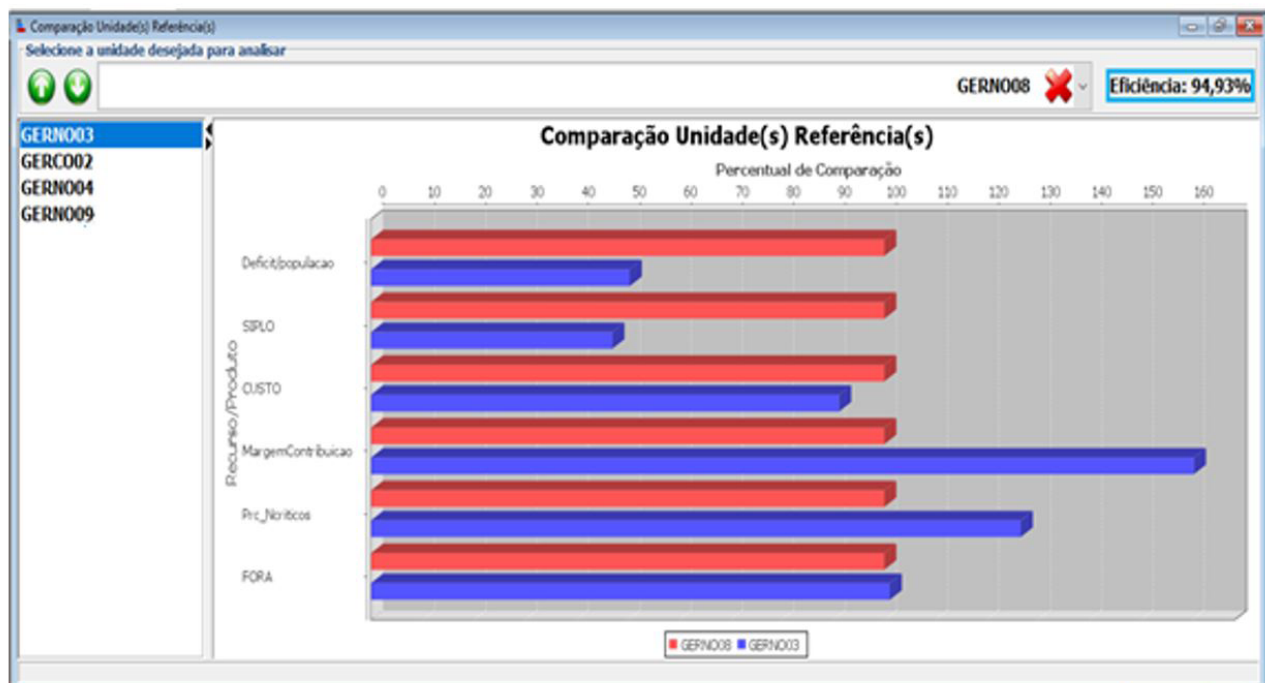 Comparação Unidade(s) Referência(s)
Selecione a unidade desejada para analisar
GERNO08
Eficiência: 94,93%
GERNO03
GERCO02
GERNO04
GERNO09
Comparação Unidade(s) Referência(s)
Percentual de Comparação
0 10 20 30 40 50 60 70 80 90 100 110 120 130 140 150 160
Recurso/Produto
Deficit/populacao
SIPLO
CUSTO
MargemContribuicao
Prc_Ncriticos
FORA
GERNO08 GERNO03